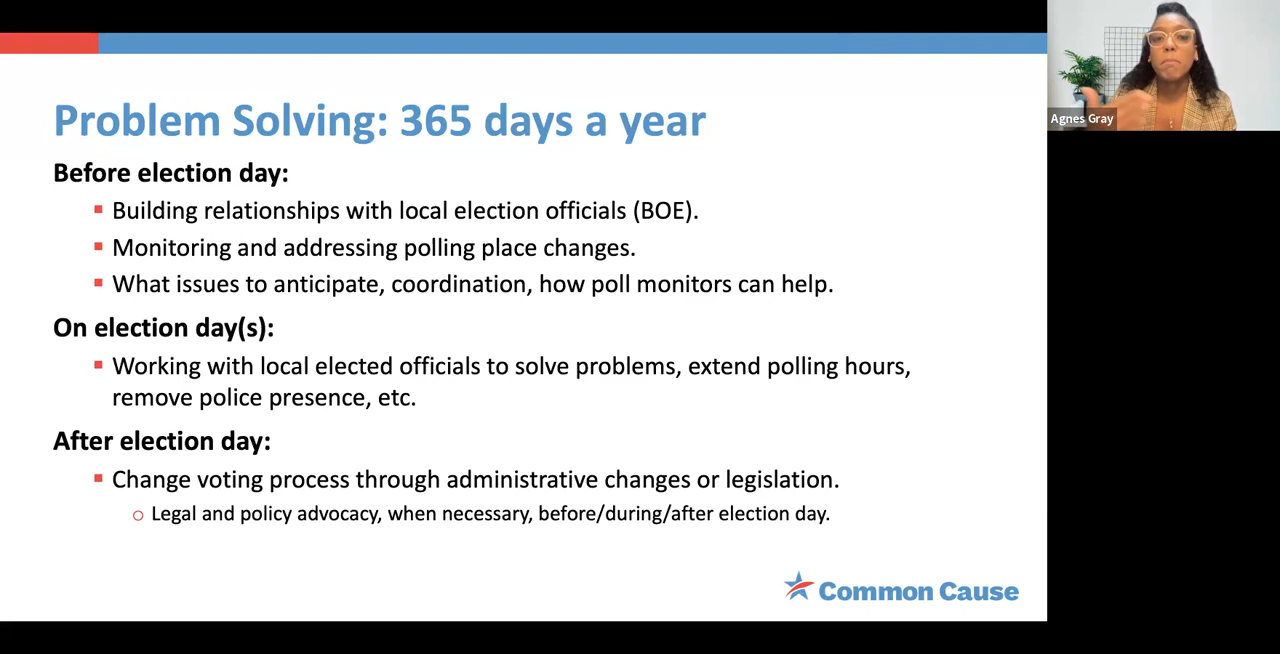 Problem Solving: 365 days a year
Before election day:
▪ Building relationships with local election officials (BOE).
▪ Monitoring and addressing polling place changes.
▪ What issues to anticipate, coordination, how poll monitors can help.
On election day(s):
▪ Working with local elected officials to solve problems, extend polling hours,
remove police presence, etc.
After election day:
▪ Change voting process through administrative changes or legislation.
○ Legal and policy advocacy, when necessary, before/during/after election day.
Common Cause
Agnes Gray